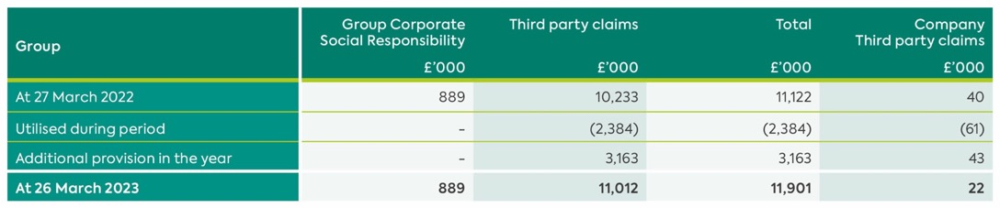 Group
Group Corporate
Social Responsibility
£’000
Third party claims
£’000
Total
£’000
Company
Third party claims
£’000
At 27 March 2022 889 10,233 11,122 40
Utilised during period – (2,384) (2,384) (61)
Additional provision in the year – 3,163 3,163 43
At 26 March 2023 889 11,012 11,901 22